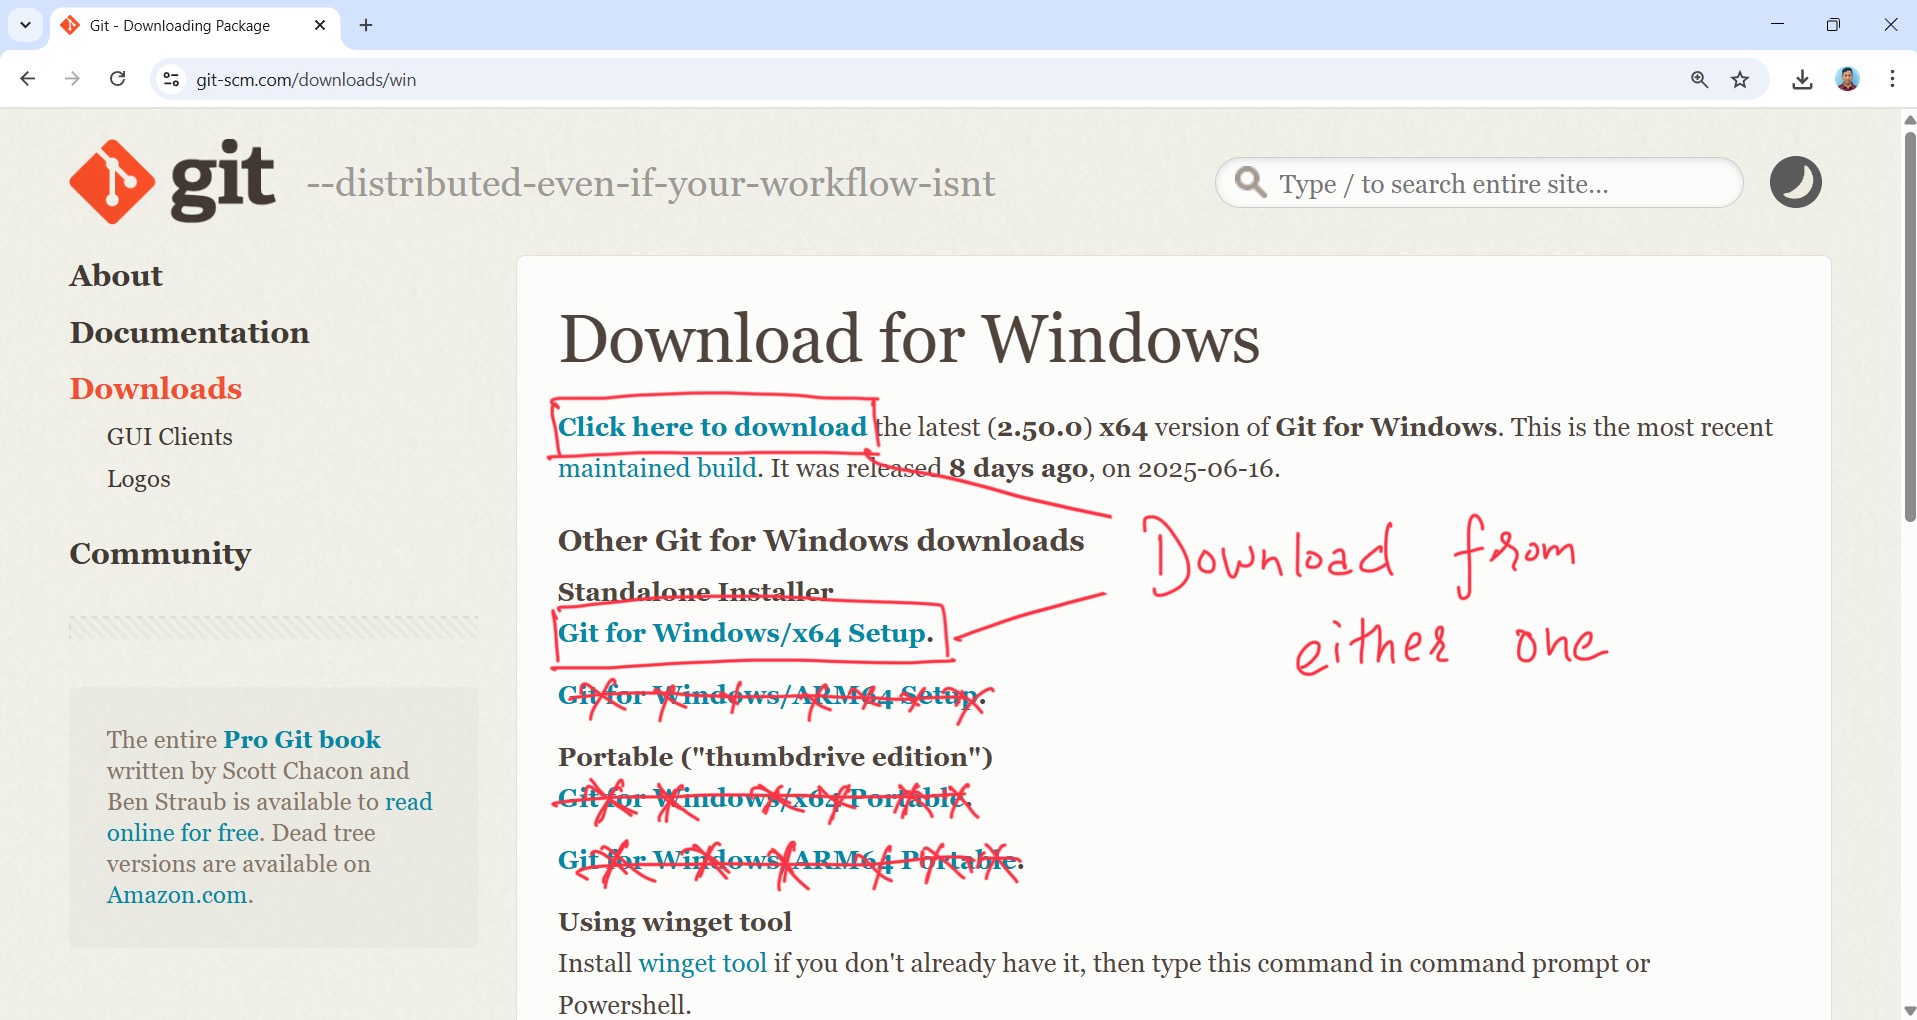 Git - Downloading Package
git-scm.com/downloads/win
git --distributed-even-if-your-workflow-isnt
Type / to search entire site...
About
Documentation
Downloads
GUI Clients
Logos
Community
The entire Pro Git book
written by Scott Chacon and
Ben Straub is available to read
online for free. Dead tree
versions are available on
Amazon.com.
Download for Windows
Click here to download the latest (2.50.0) x64 version of Git for Windows. This is the most recent
maintained build. It was released 8 days ago, on 2025-06-16.
Other Git for Windows downloads
Standalone Installer
Git for Windows/x64 Setup.
Git for Windows/ARM64 Setup.
Portable ("thumbdrive edition")
Git for Windows/x64 Portable.
Git for Windows/ARM64 Portable.
Using winget tool
Install winget tool if you don't already have it, then type this command in command prompt or
Powershell.
Download from
either one